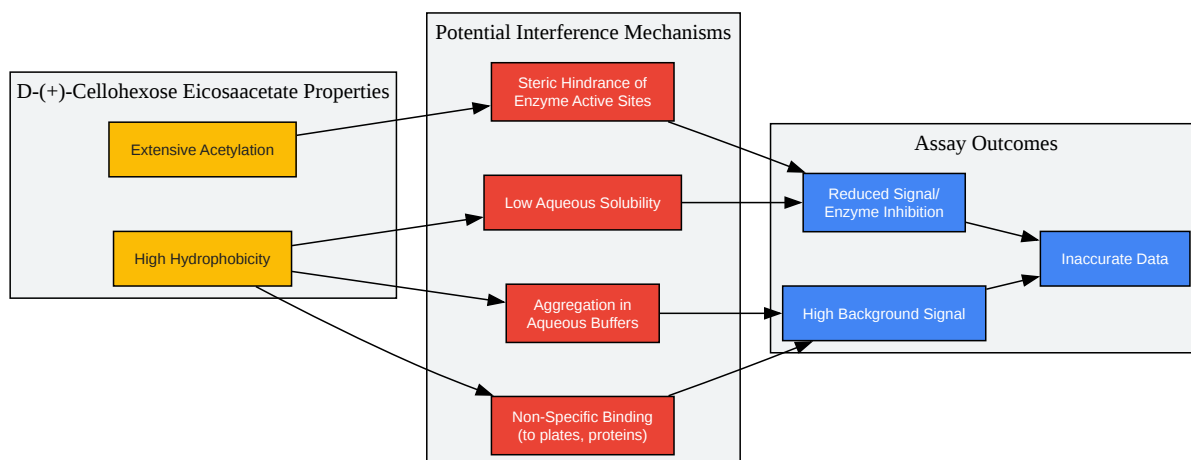 D-(+)-Cellohexose Eicosaacetate Properties
Extensive Acetylation
High Hydrophobicity
Potential Interference Mechanisms
Steric Hindrance of
Enzyme Active Sites
Low Aqueous Solubility
Aggregation in
Aqueous Buffers
Non-Specific Binding
(to plates, proteins)
Assay Outcomes
Reduced Signal/
Enzyme Inhibition
High Background Signal
Inaccurate Data